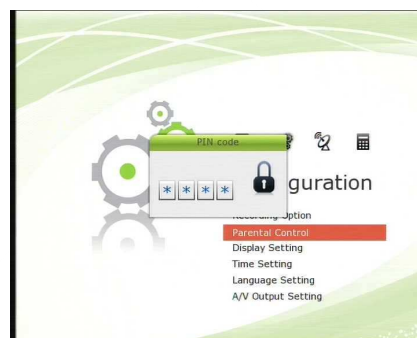 PIN code
* * * *
guration
Recording Option
Parental Control
Display Setting
Time Setting
Language Setting
A/V Output Setting